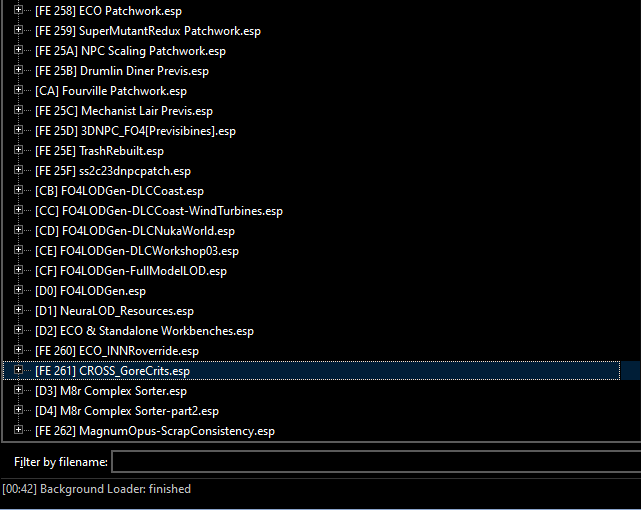 [FE 258] ECO Patchwork.esp
[FE 259] SuperMutantRedux Patchwork.esp
[FE 25A] NPC Scaling Patchwork.esp
[FE 25B] Drumlin Diner Previs.esp
[CA] Fourville Patchwork.esp
[FE 25C] Mechanist Lair Previs.esp
[FE 25D] 3DNPC_FO4[Previsibines].esp
[FE 25E] TrashRebuilt.esp
[FE 25F] ss2c23dnpcpatch.esp
[CB] FO4LODGen-DLCCoast.esp
[CC] FO4LODGen-DLCCoast-WindTurbines.esp
[CD] FO4LODGen-DLCNukaWorld.esp
[CE] FO4LODGen-DLCWorkshop03.esp
[CF] FO4LODGen-FullModelLOD.esp
[D0] FO4LODGen.esp
[D1] NeuraLOD_Resources.esp
[D2] ECO & Standalone Workbenches.esp
[FE 260] ECO_INNRoverride.esp
[FE 261] CROSS_GoreCrits.esp
[D3] M8r Complex Sorter.esp
[D4] M8r Complex Sorter-part2.esp
[FE 262] MagnumOpus-ScrapConsistency.esp
Filter by filename:
[00:42] Background Loader: finished